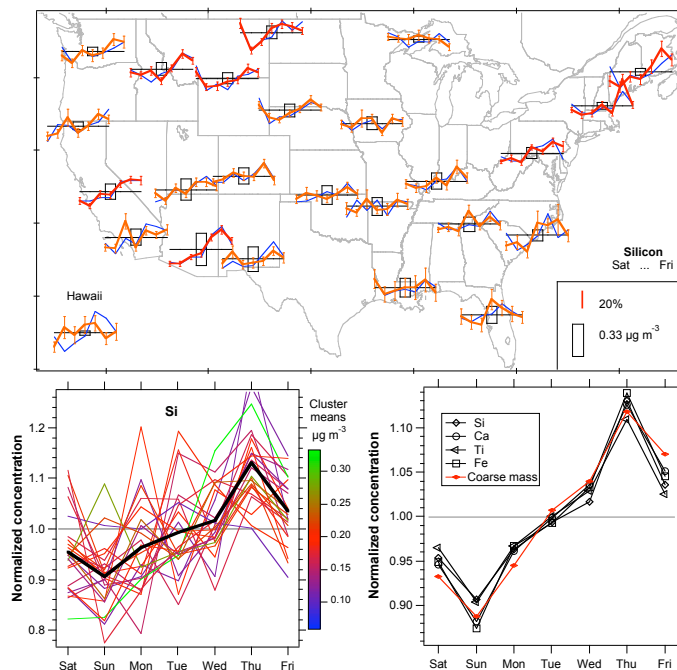 Hawaii
Silicon
Sat ... Fri
20%
0.33 µg m-3
Si
Cluster
means
µg m-3
0.30
0.25
0.20
0.15
0.10
Normalized concentration
1.2
1.1
1.0
0.9
0.8
Sat Sun Mon Tue Wed Thu Fri
Si
Ca
Ti
Fe
Coarse mass
Normalized concentration
1.10
1.05
1.00
0.95
0.90
Sat Sun Mon Tue Wed Thu Fri